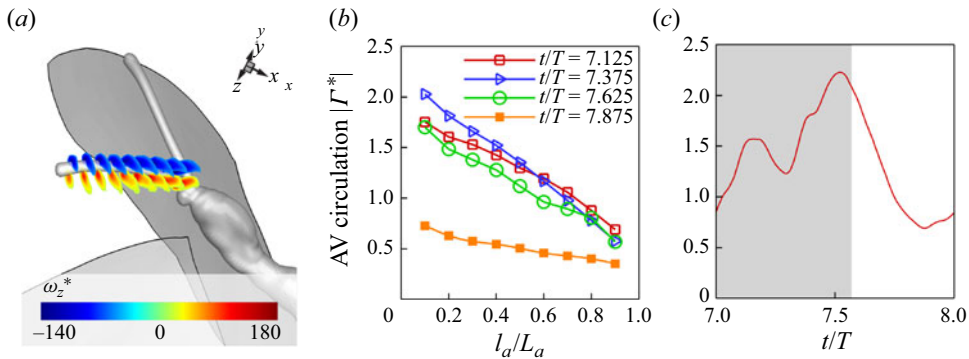 (a)
y
y
z
x
x
ω_z*
–140
0
180
(b)
AV circulation |Γ*|
2.5
2.0
1.5
1.0
0.5
0
0.2
0.4
0.6
0.8
1.0
l_a/L_a
t/T = 7.125
t/T = 7.375
t/T = 7.625
t/T = 7.875
(c)
2.5
2.0
1.5
1.0
0.5
0
7.0
7.5
8.0
t/T